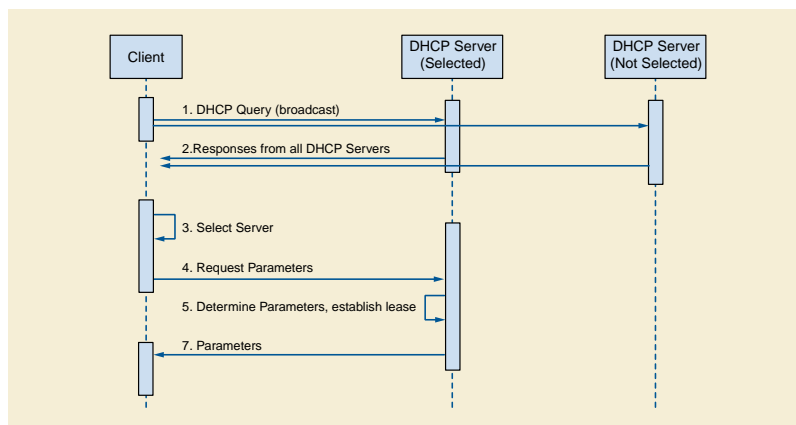 Client
DHCP Server
(Selected)
DHCP Server
(Not Selected)
1. DHCP Query (broadcast)
2.Responses from all DHCP Servers
3. Select Server
4. Request Parameters
5. Determine Parameters, establish lease
7. Parameters